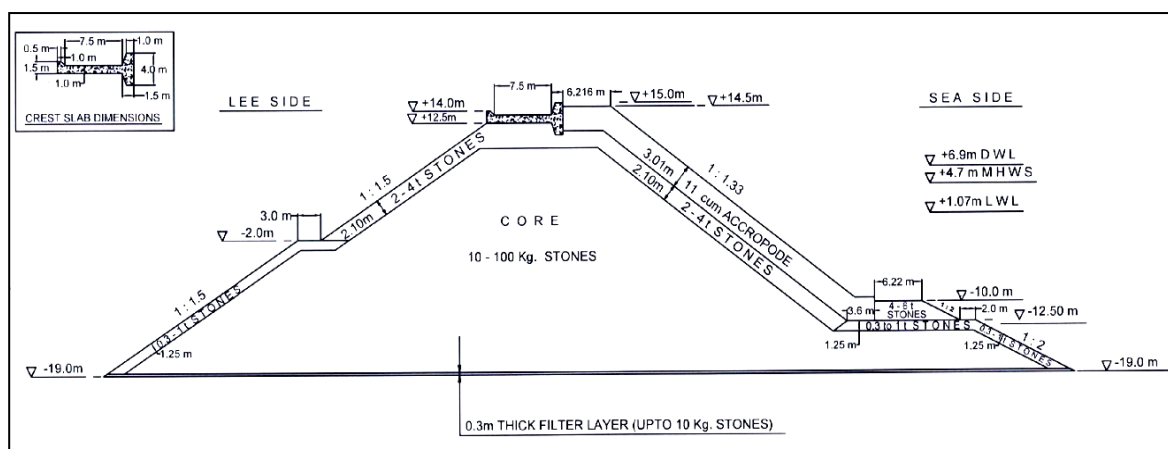 0.5 m
7.5 m
1.0 m
1.0 m
1.5 m
4.0 m
1.0 m
1.5 m
CREST SLAB DIMENSIONS
LEE SIDE
SEA SIDE
7.5 m
6.216 m
+14.0m
+12.5m
+15.0m
+14.5m
+6.9m DWL
+4.7 m MHWS
+1.07m LWL
1 : 1.5
2 - 4 t STONES
2.10m
3.0 m
-2.0m
CORE
10 - 100 Kg. STONES
3.01m
1 : 1.33
11 cum ACCROPODE
2.10m
2 - 4 t STONES
1 : 1.5
0.3 - 1 t STONES
1.25 m
6.22 m
-10.0 m
3.6m
4 - 6 t
STONES
2.0m
-12.50 m
0.3 to 1t STONES
1.25 m
1.25 m
1 : 2
-19.0m
-19.0 m
0.3m THICK FILTER LAYER (UPTO 10 Kg. STONES)